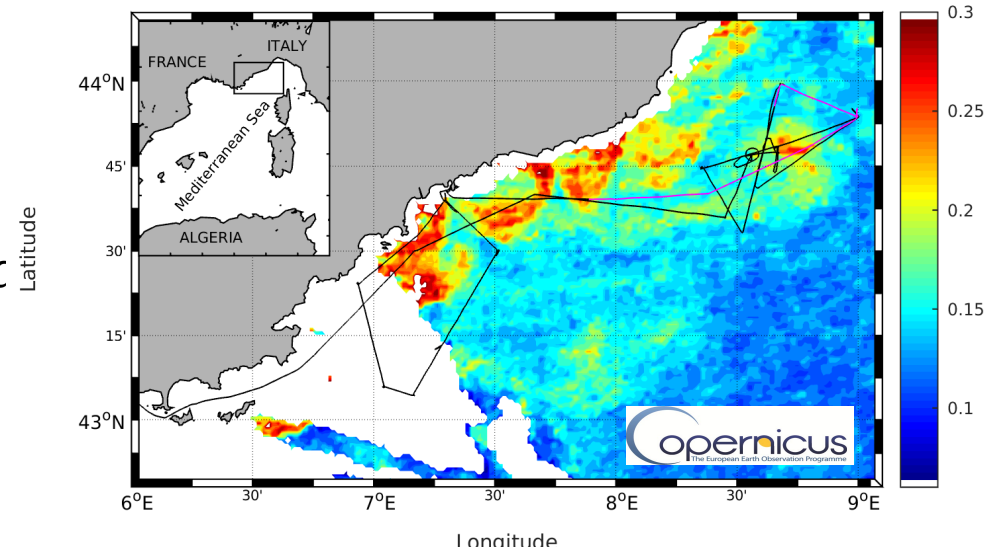 FRANCE
ITALY
Mediterranean Sea
ALGERIA
Latitude
44°N
45'
30'
15'
43°N
6°E
30'
7°E
30'
8°E
30'
9°E
Longitude
0.3
0.25
0.2
0.15
0.1
opernicus
The European Earth Observation Programme